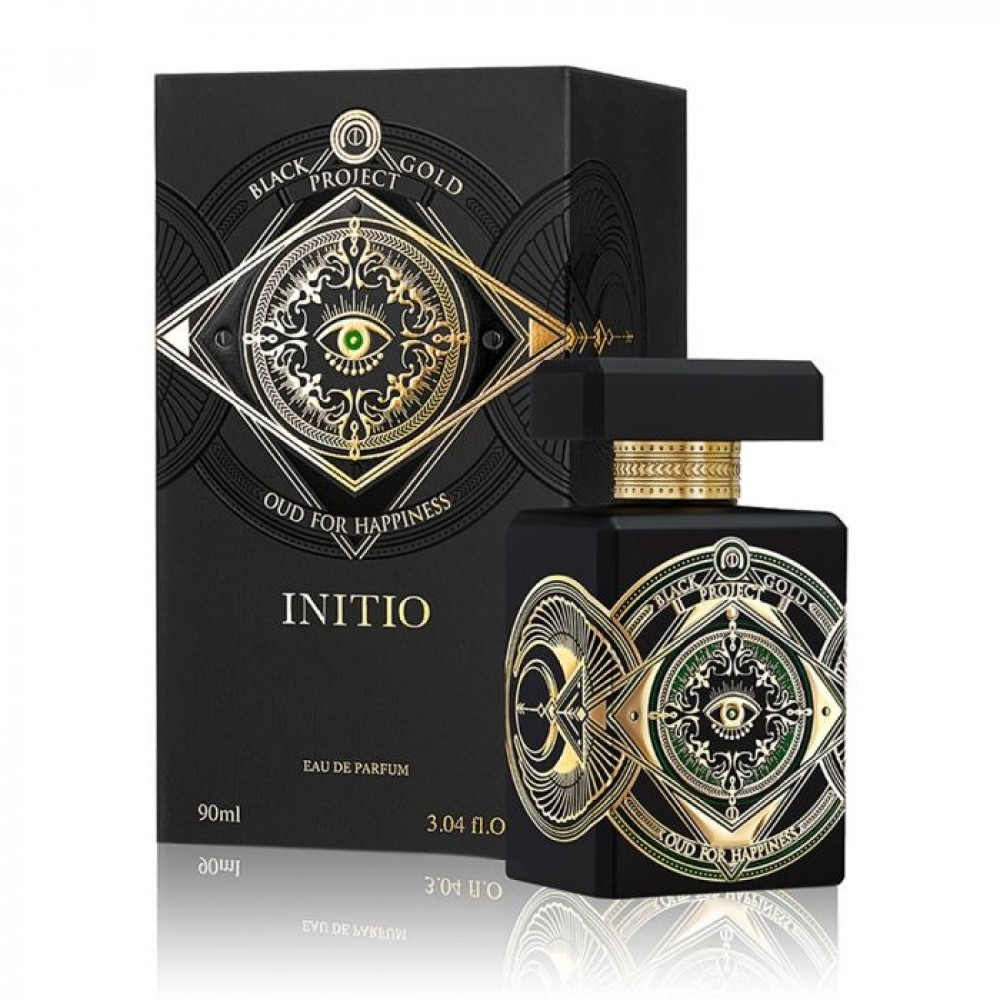 BLACK GOLD
PROJECT
OUD FOR HAPPINESS
INITIO
EAU DE PARFUM
90ml
3.04 fl.O
BLACK GOLD
PROJECT
OUD FOR HAPPINESS